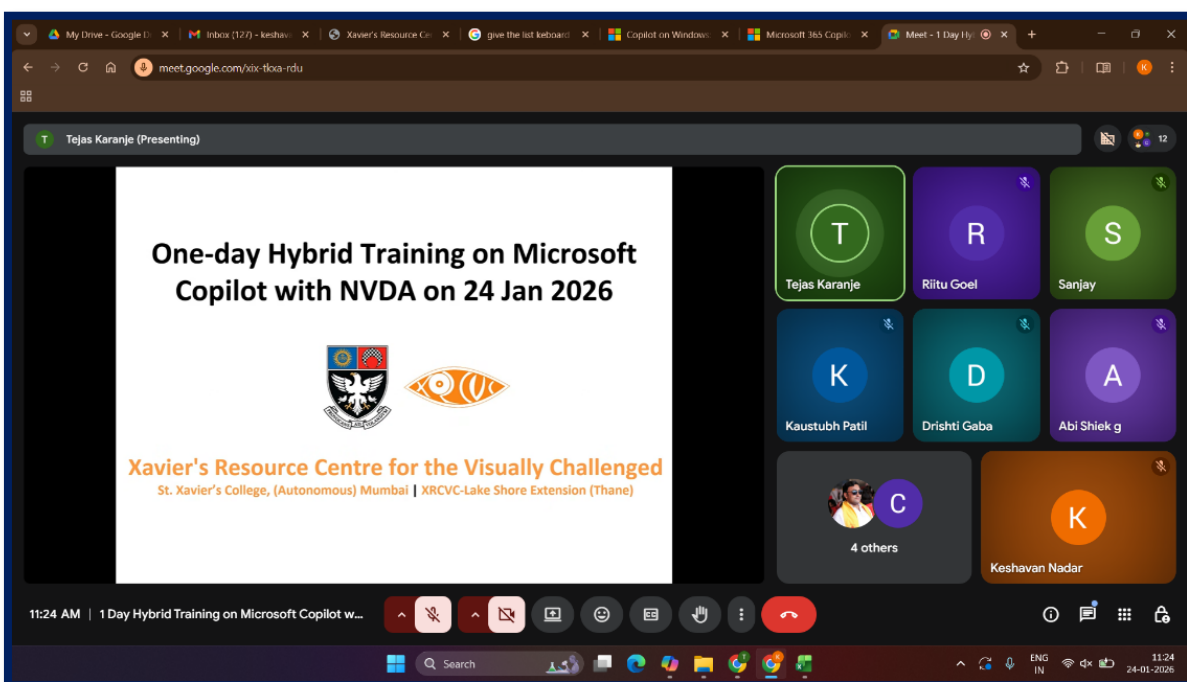 My Drive - Google D
Inbox (127) - keshava
Xavier's Resource Ce
give the list keboard
Copilot on Windows:
Microsoft 365 Copilo
Meet - 1 Day Hyb
meet.google.com/xix-tkxa-rdu
K
T Tejas Karanje (Presenting)
12
One-day Hybrid Training on Microsoft
Copilot with NVDA on 24 Jan 2026
Xavier's Resource Centre for the Visually Challenged
St. Xavier's College, (Autonomous) Mumbai | XRCVC-Lake Shore Extension (Thane)
T
Tejas Karanje
R
Riitu Goel
S
Sanjay
K
Kaustubh Patil
D
Drishti Gaba
A
Abi Shiek g
C
4 others
K
Keshavan Nadar
11:24 AM | 1 Day Hybrid Training on Microsoft Copilot w...
Search
ENG
IN
11:24
24-01-2026